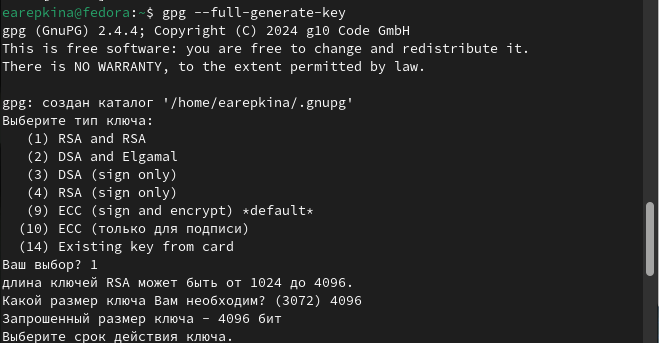 earepkina@fedora:~$ gpg --full-generate-key
gpg (GnuPG) 2.4.4; Copyright (C) 2024 g10 Code GmbH
This is free software: you are free to change and redistribute it.
There is NO WARRANTY, to the extent permitted by law.
gpg: создан каталог '/home/earepkina/.gnupg'
Выберите тип ключа:
(1) RSA and RSA
(2) DSA and Elgamal
(3) DSA (sign only)
(4) RSA (sign only)
(9) ECC (sign and encrypt) *default*
(10) ECC (только для подписи)
(14) Existing key from card
Ваш выбор? 1
длина ключей RSA может быть от 1024 до 4096.
Какой размер ключа Вам необходим? (3072) 4096
Запрошенный размер ключа - 4096 бит
Выберите срок действия ключа.